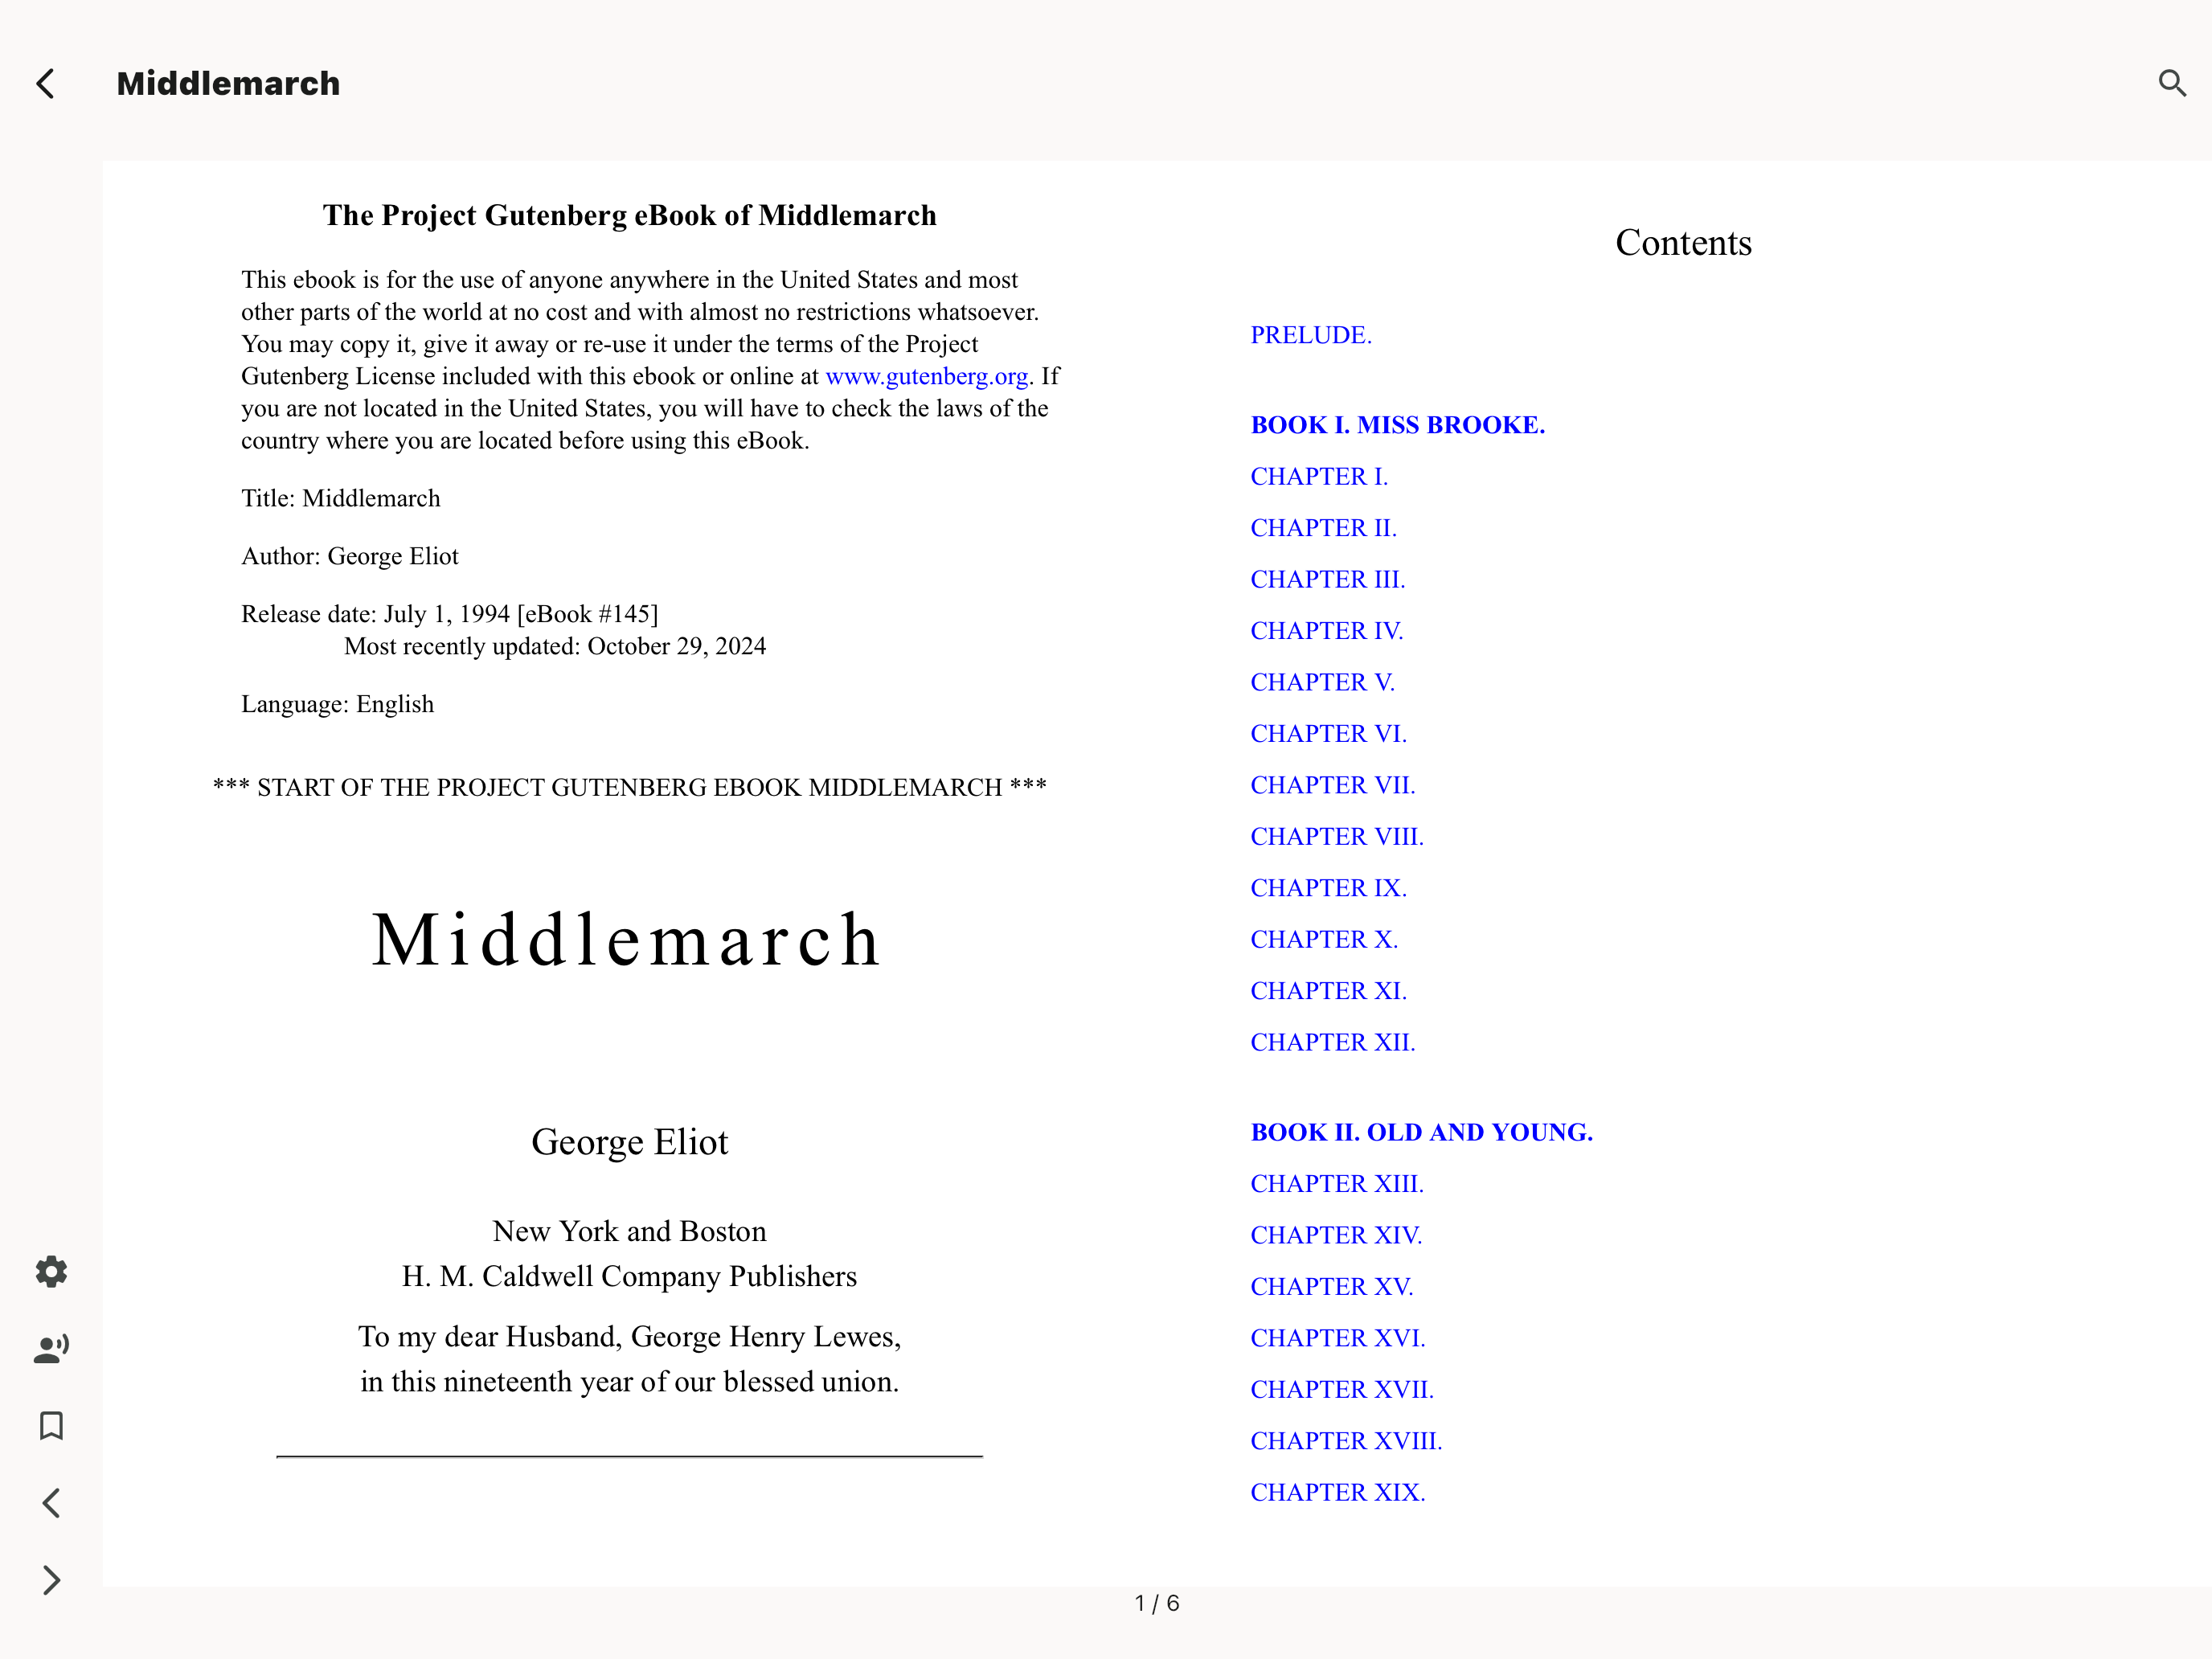 Middlemarch
The Project Gutenberg eBook of Middlemarch
This ebook is for the use of anyone anywhere in the United States and most
other parts of the world at no cost and with almost no restrictions whatsoever.
You may copy it, give it away or re-use it under the terms of the Project
Gutenberg License included with this ebook or online at www.gutenberg.org. If
you are not located in the United States, you will have to check the laws of the
country where you are located before using this eBook.
Title: Middlemarch
Author: George Eliot
Release date: July 1, 1994 [eBook #145]
Most recently updated: October 29, 2024
Language: English
*** START OF THE PROJECT GUTENBERG EBOOK MIDDLEMARCH ***
Middlemarch
George Eliot
New York and Boston
H. M. Caldwell Company Publishers
To my dear Husband, George Henry Lewes,
in this nineteenth year of our blessed union.
Contents
PRELUDE.
BOOK I. MISS BROOKE.
CHAPTER I.
CHAPTER II.
CHAPTER III.
CHAPTER IV.
CHAPTER V.
CHAPTER VI.
CHAPTER VII.
CHAPTER VIII.
CHAPTER IX.
CHAPTER X.
CHAPTER XI.
CHAPTER XII.
BOOK II. OLD AND YOUNG.
CHAPTER XIII.
CHAPTER XIV.
CHAPTER XV.
CHAPTER XVI.
CHAPTER XVII.
CHAPTER XVIII.
CHAPTER XIX.
1 / 6